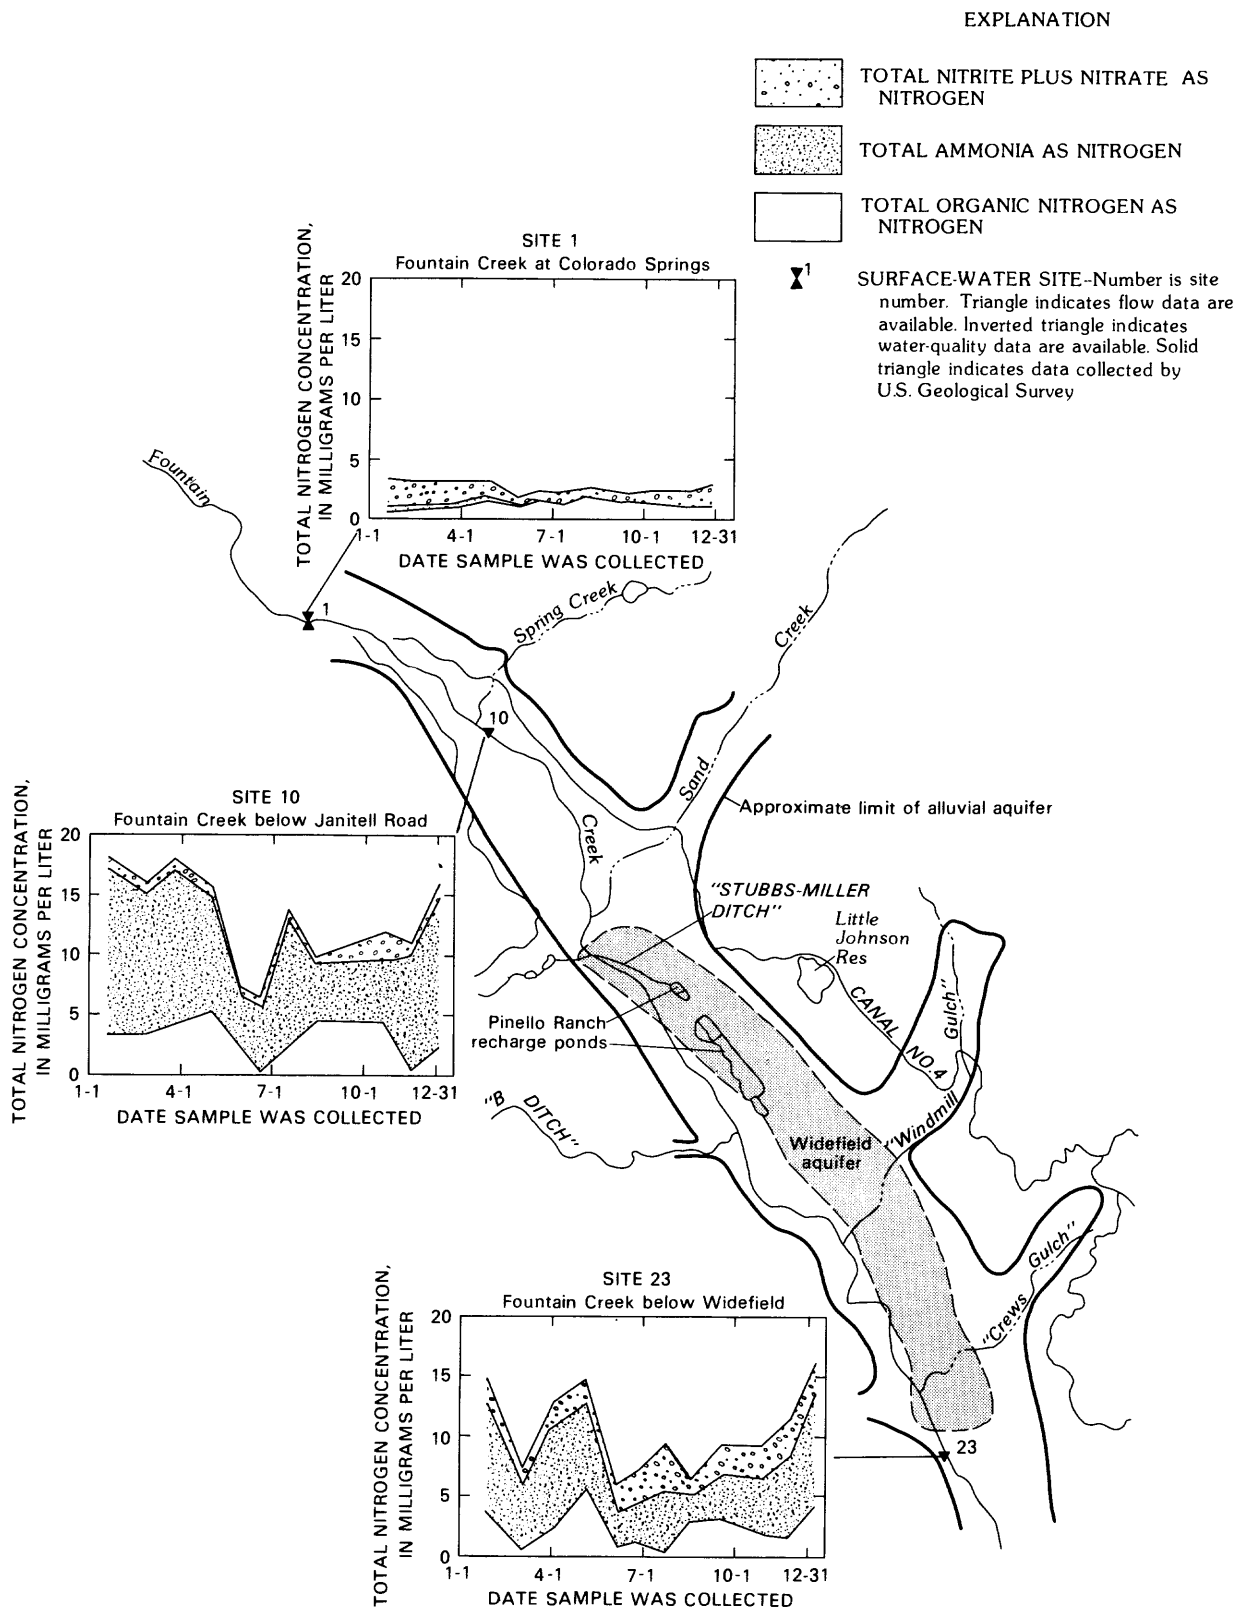 EXPLANATION
TOTAL NITRITE PLUS NITRATE AS
NITROGEN
TOTAL AMMONIA AS NITROGEN
TOTAL ORGANIC NITROGEN AS
NITROGEN
1
SURFACE-WATER SITE--Number is site
number. Triangle indicates flow data are
available. Inverted triangle indicates
water-quality data are available. Solid
triangle indicates data collected by
U.S. Geological Survey
SITE 1
Fountain Creek at Colorado Springs
TOTAL NITROGEN CONCENTRATION,
IN MILLIGRAMS PER LITER
20
15
10
5
0
1-1 4-1 7-1 10-1 12-31
DATE SAMPLE WAS COLLECTED
Fountain
1
Spring Creek
Creek
10
Sand
Approximate limit of alluvial aquifer
Creek
SITE 10
Fountain Creek below Janitell Road
TOTAL NITROGEN CONCENTRATION,
IN MILLIGRAMS PER LITER
20
15
10
5
0
1-1 4-1 7-1 10-1 12-31
DATE SAMPLE WAS COLLECTED
"STUBBS-MILLER
DITCH"
Little
Johnson
Res
CANAL NO.4
Gulch"
"Windmill
Pinello Ranch
recharge ponds
"B DITCH"
Widefield
aquifer
Gulch"
"Crews
SITE 23
Fountain Creek below Widefield
TOTAL NITROGEN CONCENTRATION,
IN MILLIGRAMS PER LITER
20
15
10
5
0
1-1 4-1 7-1 10-1 12-31
DATE SAMPLE WAS COLLECTED
23